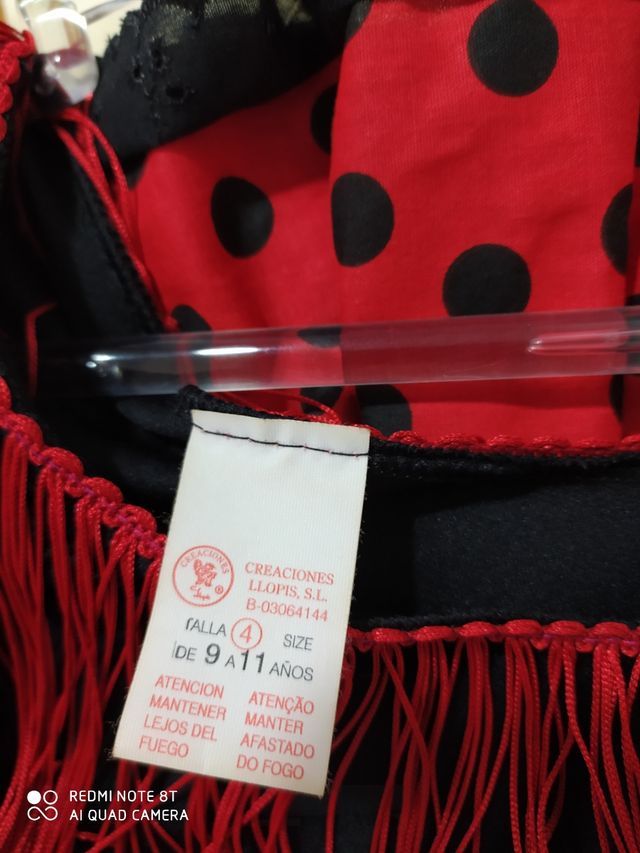 CREACIONES
CREACIONES
LLOPIS, S.L.
B-03064144
TALLA 4 SIZE
DE 9 A 11 AÑOS
ATENCION
MANTENER
LEJOS DEL
FUEGO
ATENÇÃO
MANTER
AFASTADO
DO FOGO
REDMI NOTE 8T
AI QUAD CAMERA